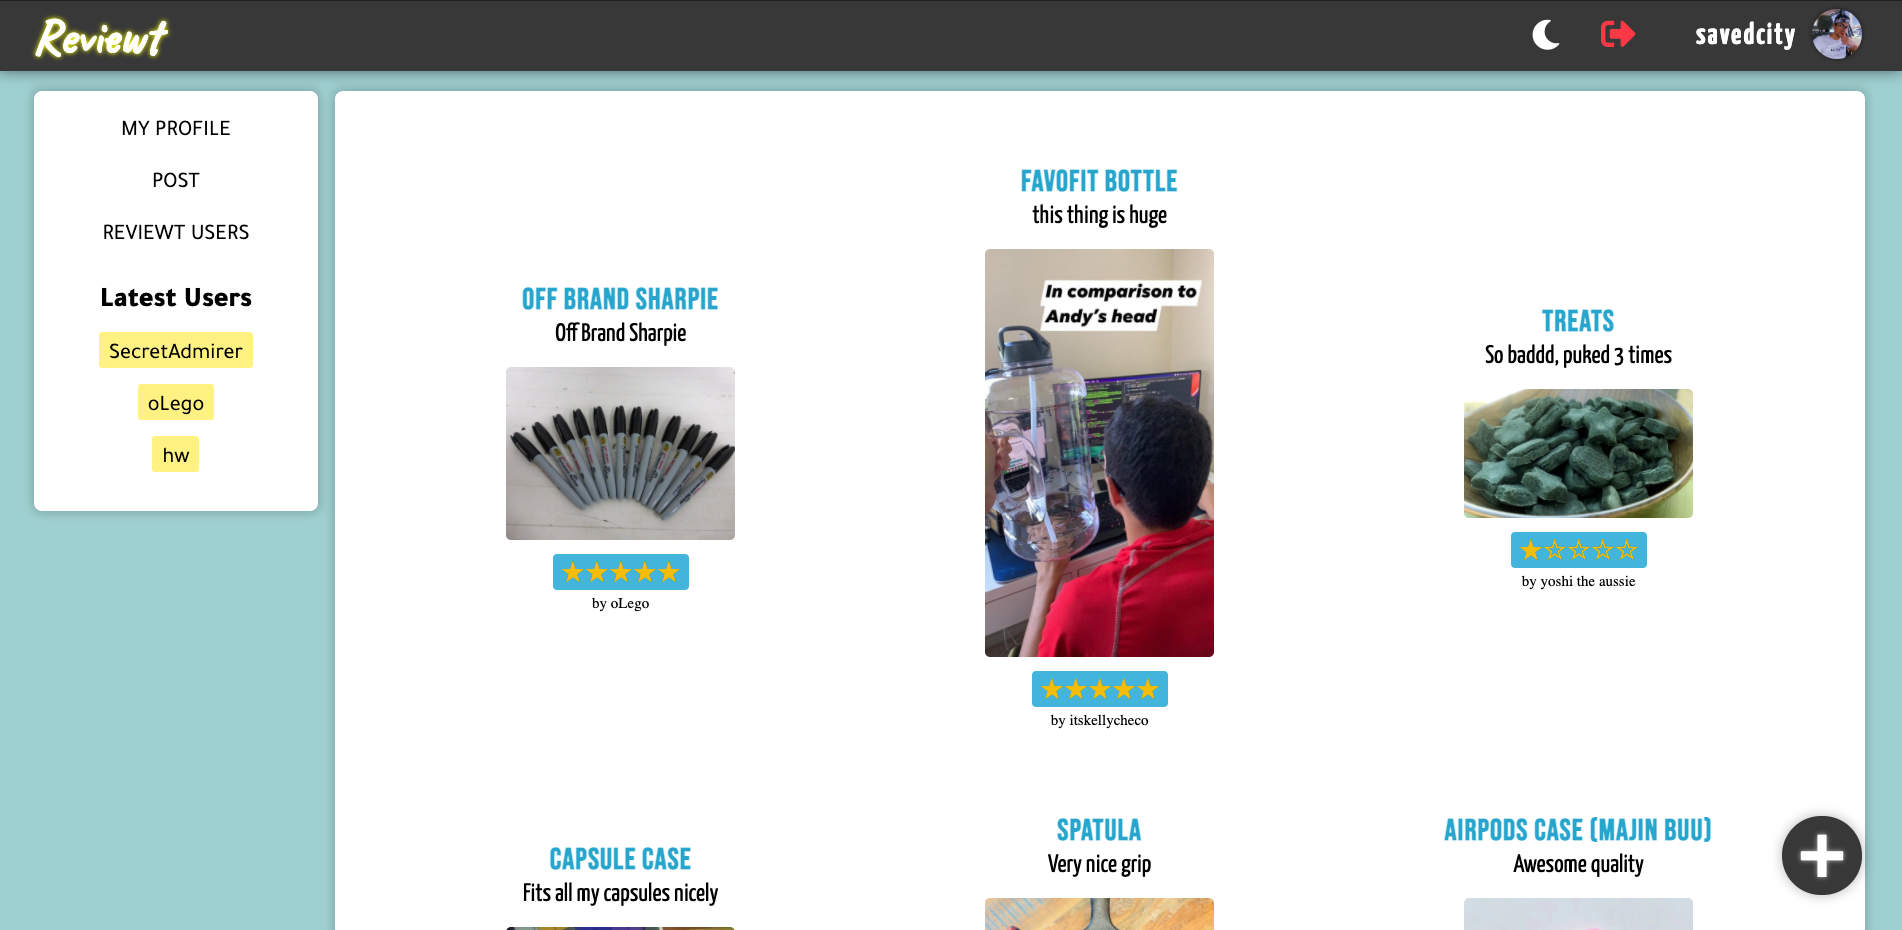 Reviewt
savedcity
MY PROFILE
POST
REVIEWT USERS
Latest Users
SecretAdmirer
oLego
hw
OFF BRAND SHARPIE
Off Brand Sharpie
★★★★★
by oLego
FAVOFIT BOTTLE
this thing is huge
In comparison to
Andy's head
★★★★★
by itskellycheco
TREATS
So baddd, puked 3 times
★☆☆☆☆
by yoshi the aussie
CAPSULE CASE
Fits all my capsules nicely
SPATULA
Very nice grip
AIRPODS CASE (MAJIN BUU)
Awesome quality